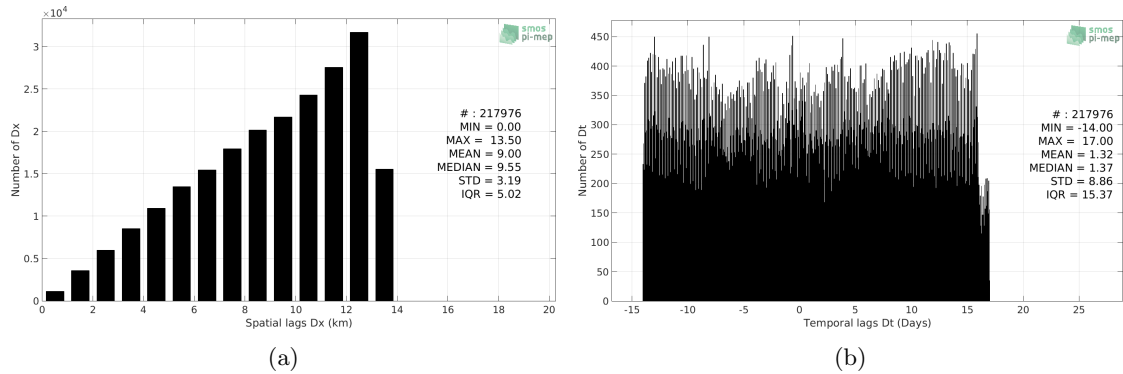 ×10⁴
3
2.5
2
1.5
1
0.5
0
Number of Dx
smos
pi-mep
# : 217976
MIN = 0.00
MAX = 13.50
MEAN = 9.00
MEDIAN = 9.55
STD = 3.19
IQR = 5.02
0 2 4 6 8 10 12 14 16 18 20
Spatial lags Dx (km)
(a)
450
400
350
300
250
200
150
100
50
0
Number of Dt
smos
pi-mep
# : 217976
MIN = -14.00
MAX = 17.00
MEAN = 1.32
MEDIAN = 1.37
STD = 8.86
IQR = 15.37
-15 -10 -5 0 5 10 15 20 25
Temporal lags Dt (Days)
(b)